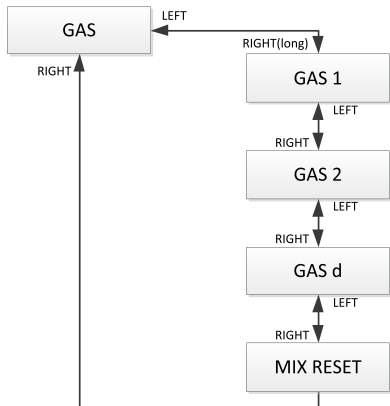 LEFT
GAS
RIGHT(long)
RIGHT
GAS 1
LEFT
RIGHT
GAS 2
LEFT
RIGHT
GAS d
LEFT
RIGHT
MIX RESET